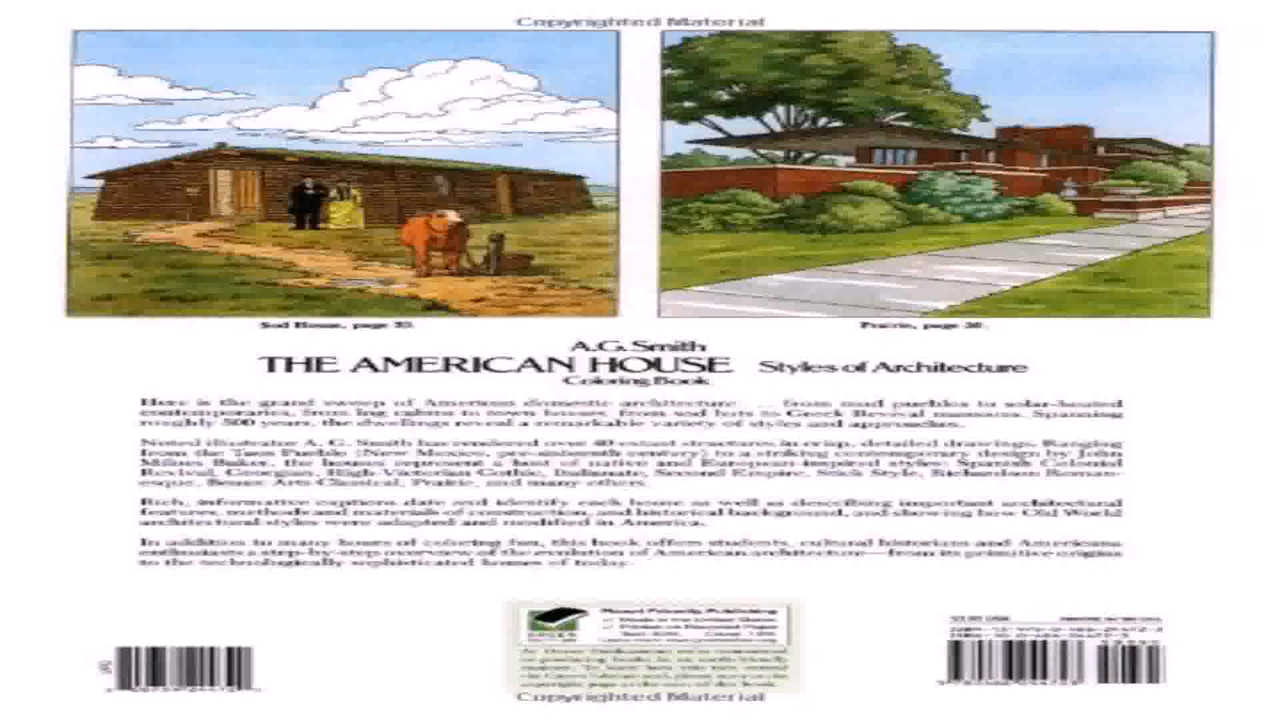 Copyrighted Material
Sod House, page
Prairie, page
A.G. Smith
THE AMERICAN HOUSE Styles of Architecture
Coloring Book
Here is the grand sweep of American domestic architecture . . . from mud pueblos to solar-heated
contemporaries, from log cabins to town houses, from sod huts to Greek Revival mansions. Spanning
roughly 500 years, the dwellings reveal a remarkable variety of styles and approaches.
Noted illustrator A. G. Smith has rendered over 40 extant structures in crisp, detailed drawings. Ranging
from the Taos Pueblo (New Mexico, pre-sixteenth century) to a striking contemporary design by John
Milnes Baker, the houses represent a host of native and European-inspired styles: Spanish Colonial
Revival, Georgian, High Victorian Gothic, Italianate, Second Empire, Stick Style, Richardson Roman-
esque, Beaux Arts Classical, Prairie, and many others.
Rich, informative captions date and identify each house as well as describing important architectural
features, methods and materials of construction, and historical background, and showing how Old World
architectural styles were adapted and modified in America.
In addition to many hours of coloring fun, this book offers students, cultural historians and Americana
enthusiasts a step-by-step overview of the evolution of American architecture—from its primitive origins
to the technologically sophisticated homes of today.
GREEN
Copyrighted Material